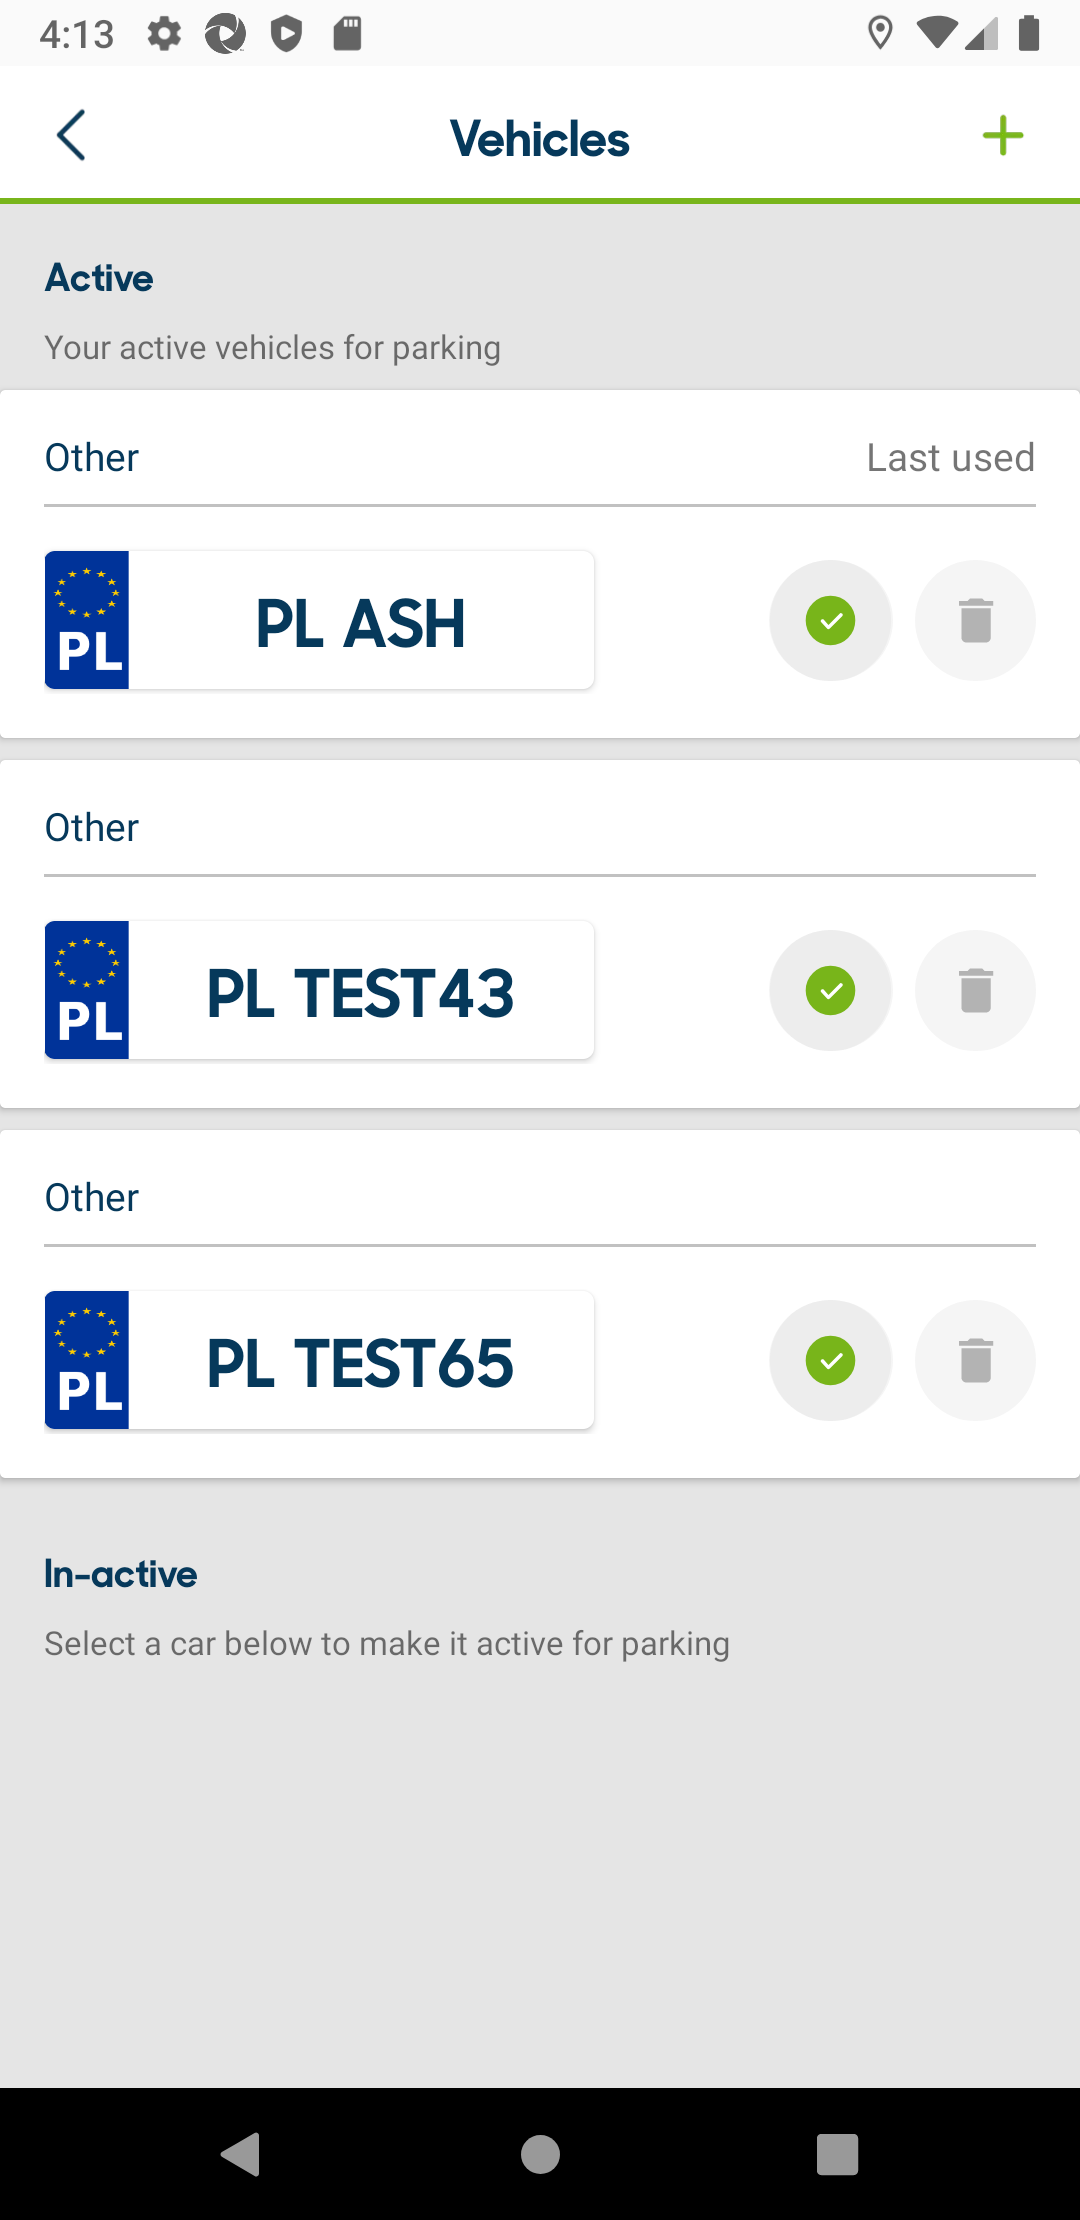 4:13
Vehicles
Active
Your active vehicles for parking
Other Last used
PL PL ASH
Other
PL PL TEST43
Other
PL PL TEST65
In-active
Select a car below to make it active for parking